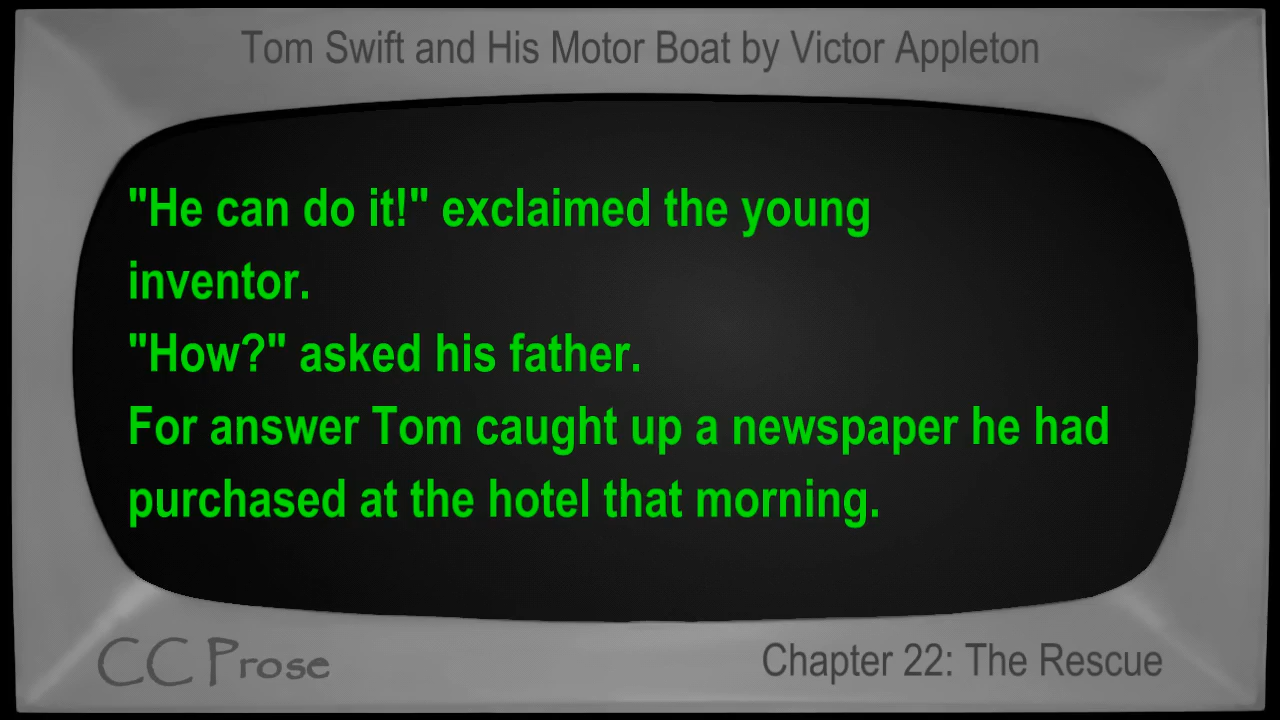 Tom Swift and His Motor Boat by Victor Appleton
"He can do it!" exclaimed the young
inventor.
"How?" asked his father.
For answer Tom caught up a newspaper he had
purchased at the hotel that morning.
CC Prose
Chapter 22: The Rescue